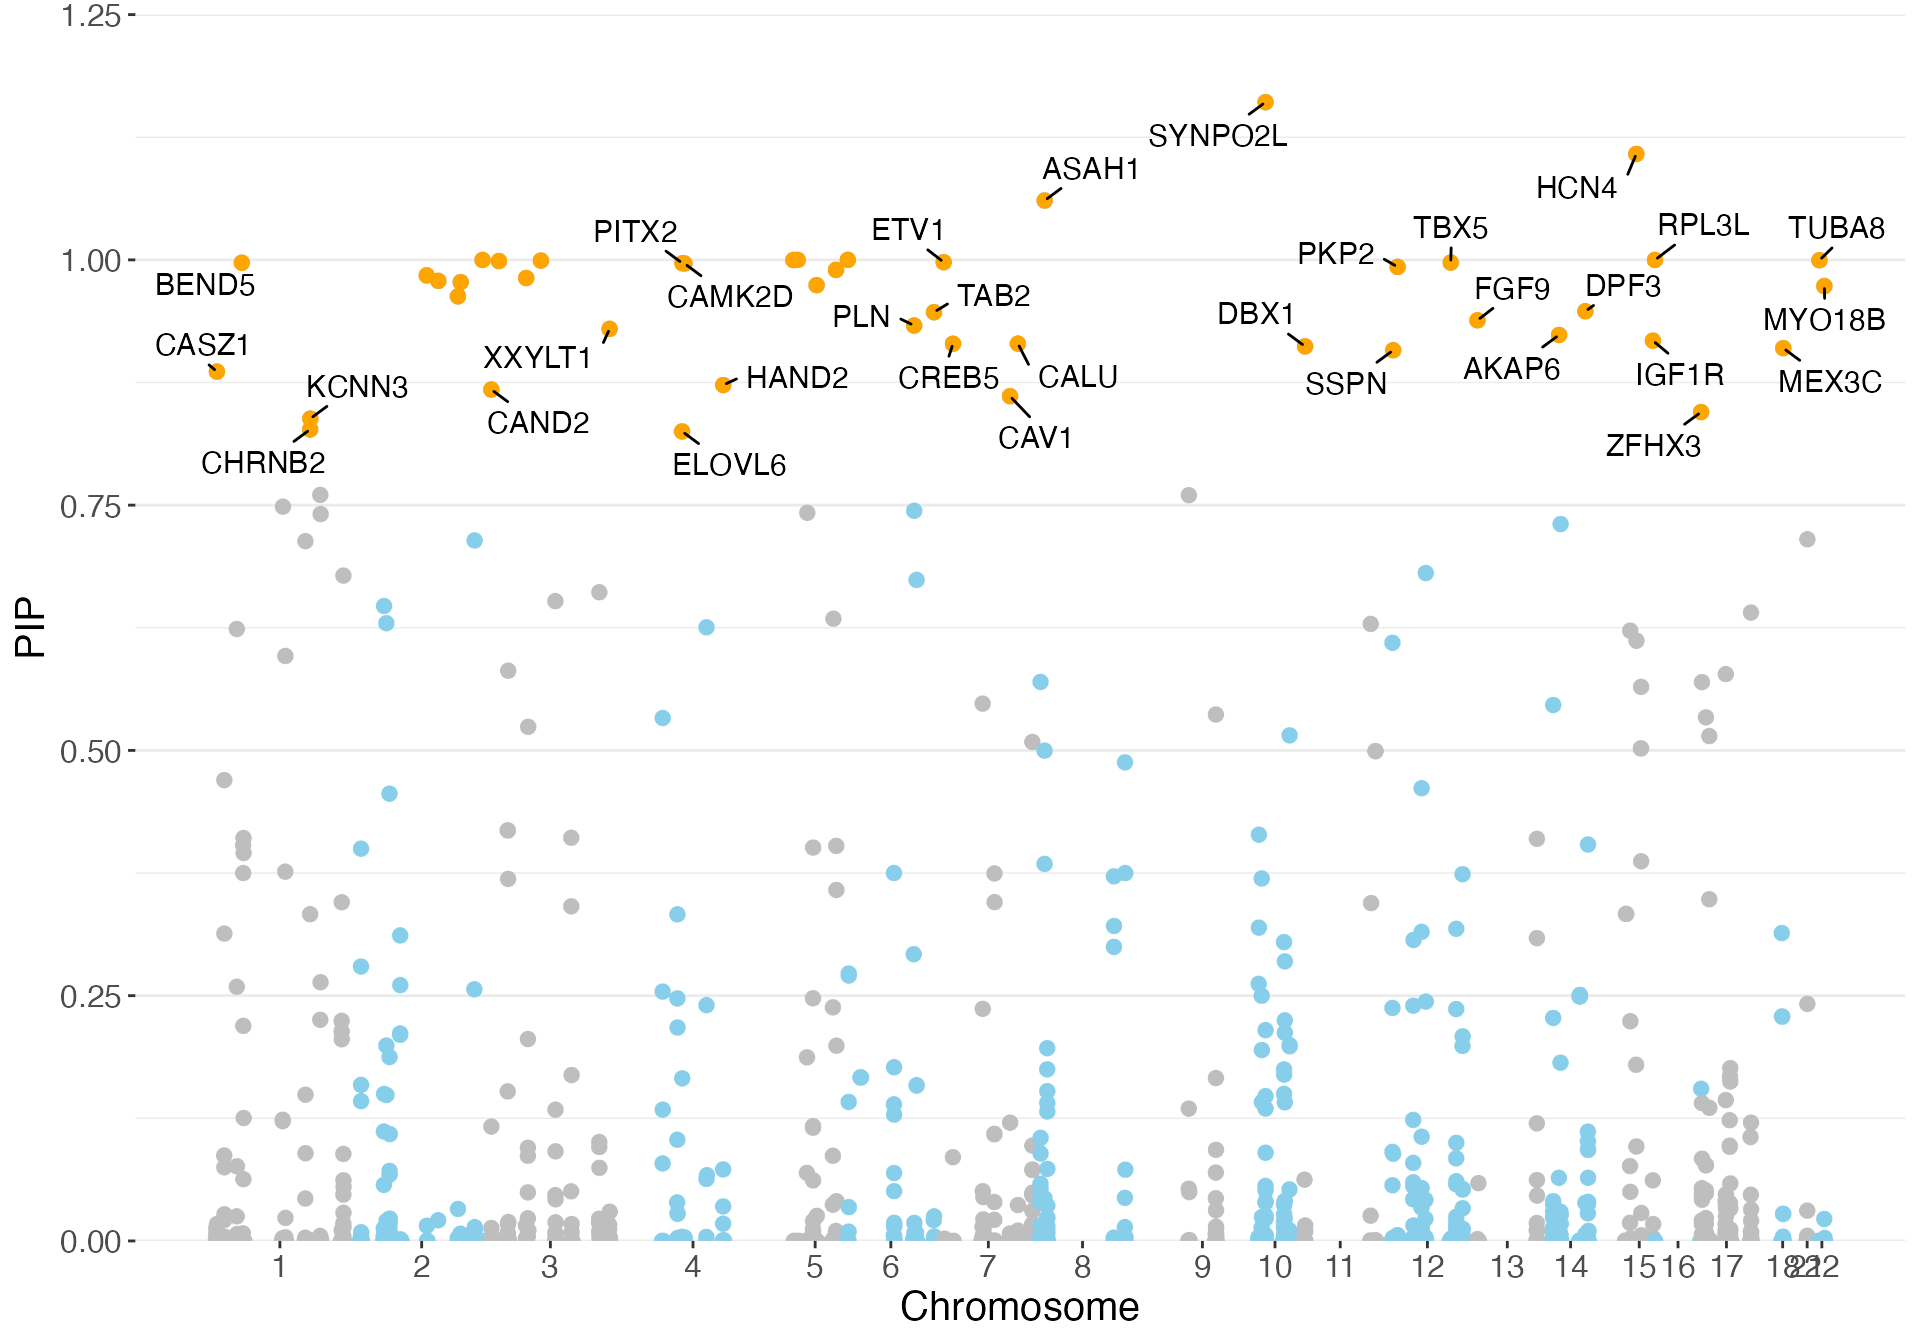 1.25
SYNPO2L
ASAH1
HCN4
PITX2
ETV1
TBX5
RPL3L
TUBA8
PKP2
1.00
BEND5
CAMK2D
TAB2
FGF9
DPF3
PLN
DBX1
MYO18B
CASZ1
XXYLT1
HAND2
CREB5
CALU
SSPN
AKAP6
IGF1R
MEX3C
KCNN3
CAND2
CAV1
ZFHX3
CHRNB2
ELOVL6
0.75
PIP
0.50
0.25
0.00
1 2 3 4 5 6 7 8 9 10 11 12 13 14 15 16 17 18 21 22
Chromosome